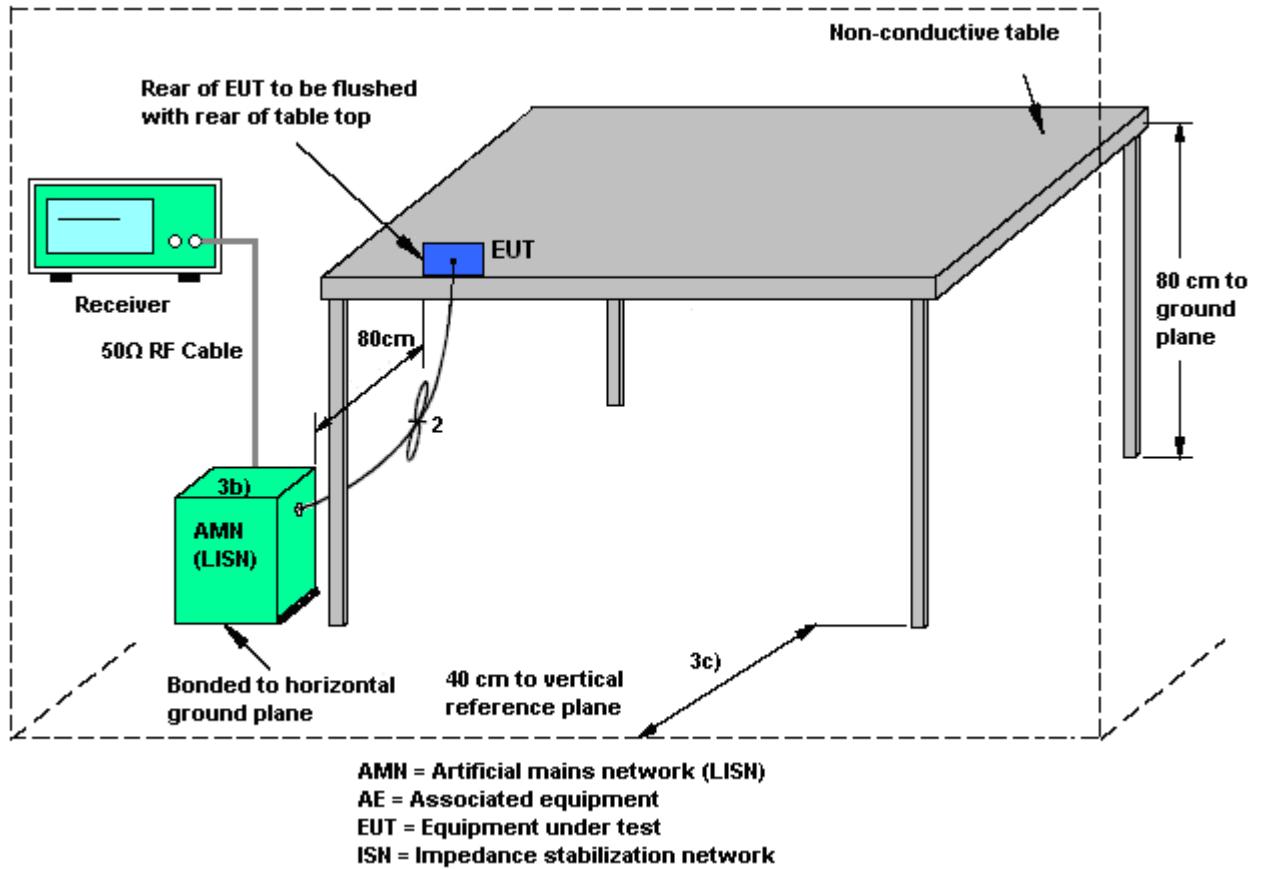 Non-conductive table
Rear of EUT to be flushed
with rear of table top
EUT
Receiver
80cm
80 cm to
ground
plane
50Ω RF Cable
2
3b)
AMN
(LISN)
3c)
Bonded to horizontal
ground plane
40 cm to vertical
reference plane
AMN = Artificial mains network (LISN)
AE = Associated equipment
EUT = Equipment under test
ISN = Impedance stabilization network